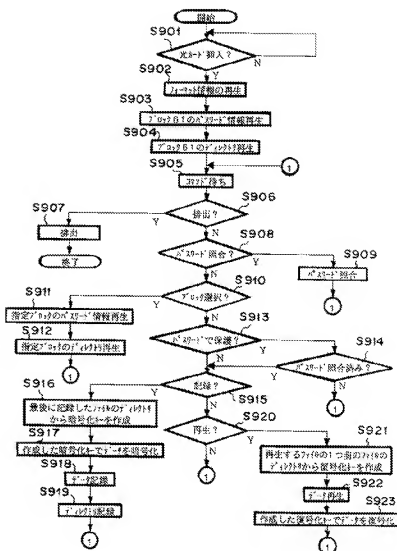 開始
S901
光カード挿入?
N
Y
S902
フォーマット情報の再生
S903
ブロックG1のパスワード情報再生
S904
ブロックG1のディレクトリ再生
S905
1
コマンド待ち
S906
排出?
Y
N
S907
排出
終了
S908
パスワード照合?
Y
N
S909
パスワード照合
1
S910
ブロック選択?
Y
N
S911
指定ブロックのパスワード情報再生
S912
指定ブロックのディレクトリ再生
1
S913
パスワードで保護?
Y
N
S914
パスワード照合済み?
Y
N
1
S915
記録?
Y
N
S916
最後に記録したファイルのディレクトリ
から暗号化キーを作成
S917
作成した暗号化キーでデータを暗号化
S918
データ記録
S919
ディレクトリ記録
1
S920
再生?
Y
N
1
S921
再生するファイルの1つ前のファイルの
ディレクトリから復号化キーを作成
S922
データ再生
S923
作成した復号化キーでデータを復号化
1